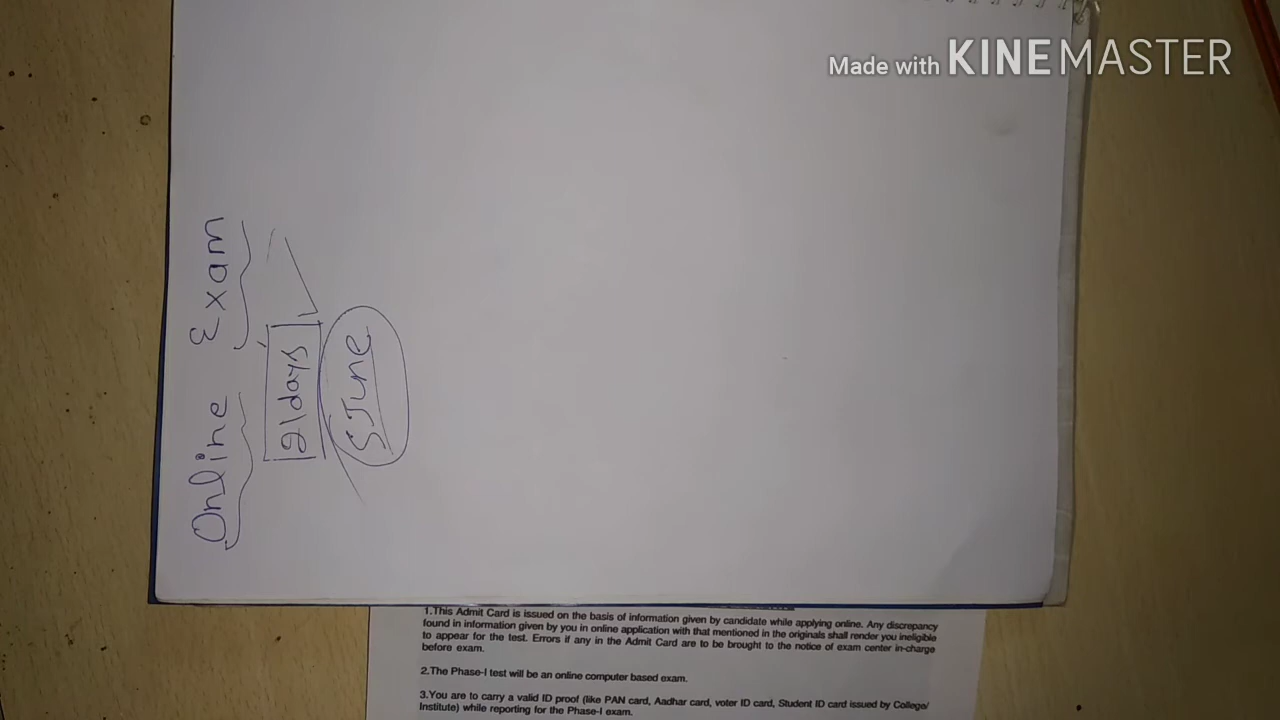 Made with KINEMASTER
Online Exam
21days
5 June
1.This Admit Card is issued on the basis of information given by candidate while applying online. Any discrepancy
found in information given by you in online application with that mentioned in the originals shall render you ineligible
to appear for the test. Errors if any in the Admit Card are to be brought to the notice of exam center in-charge
before exam.
2.The Phase-I test will be an online computer based exam.
3.You are to carry a valid ID proof (like PAN card, Aadhar card, voter ID card, Student ID card issued by College/
Institute) while reporting for the Phase-I exam.